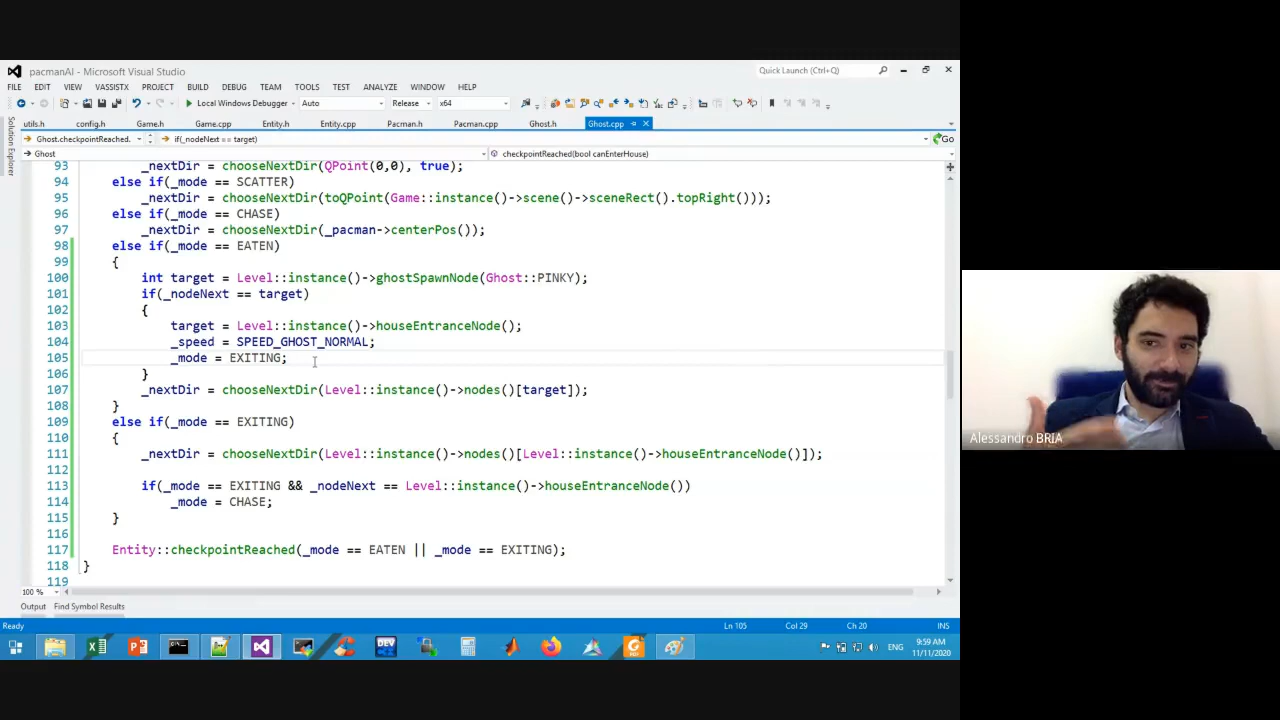 pacmanAI - Microsoft Visual Studio
Quick Launch (Ctrl+Q)
FILE EDIT VIEW VASSISTX PROJECT BUILD DEBUG TEAM TOOLS TEST ANALYZE WINDOW HELP
Local Windows Debugger Auto Release x64
utils.h config.h Game.h Game.cpp Entity.h Entity.cpp Pacman.h Pacman.cpp Ghost.h Ghost.cpp
Ghost.checkpointReached. if(_nodeNext == target) Go
Ghost checkpointReached(bool canEnterHouse)
Solution Explorer
93 _nextDir = chooseNextDir(QPoint(0,0), true);
94 else if(_mode == SCATTER)
95 _nextDir = chooseNextDir(toQPoint(Game::instance()->scene()->sceneRect().topRight()));
96 else if(_mode == CHASE)
97 _nextDir = chooseNextDir(_pacman->centerPos());
98 else if(_mode == EATEN)
99 {
100 int target = Level::instance()->ghostSpawnNode(Ghost::PINKY);
101 if(_nodeNext == target)
102 {
103 target = Level::instance()->houseEntranceNode();
104 _speed = SPEED_GHOST_NORMAL;
105 _mode = EXITING;
106 }
107 _nextDir = chooseNextDir(Level::instance()->nodes()[target]);
108 }
109 else if(_mode == EXITING)
110 {
111 _nextDir = chooseNextDir(Level::instance()->nodes()[Level::instance()->houseEntranceNode()]);
112
113 if(_mode == EXITING && _nodeNext == Level::instance()->houseEntranceNode())
114 _mode = CHASE;
115 }
116
117 Entity::checkpointReached(_mode == EATEN || _mode == EXITING);
118 }
119
100 %
Output Find Symbol Results
Ready Ln 105 Col 29 Ch 20 INS
DEV
PDF
ENG
9:59 AM
11/11/2020
Alessandro BRIA